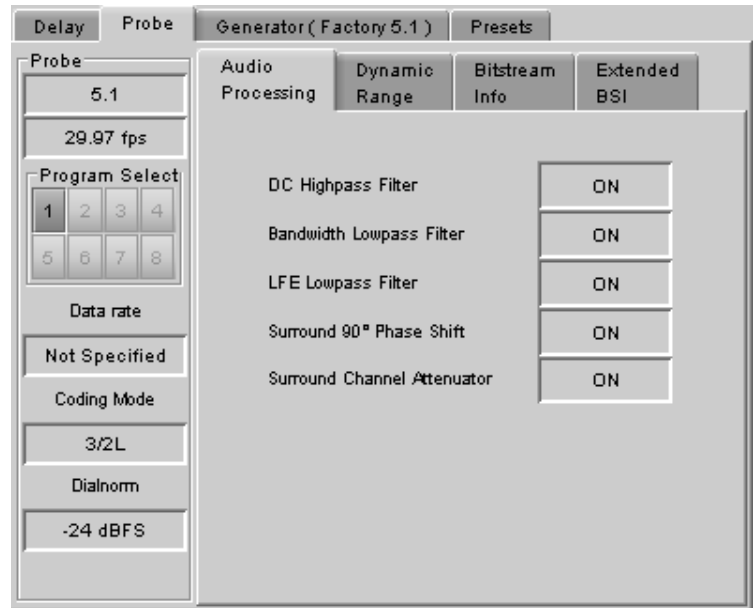 Delay
Probe
Generator ( Factory 5.1 )
Presets
Probe
5.1
29.97 fps
Program Select
1 2 3 4
5 6 7 8
Data rate
Not Specified
Coding Mode
3/2L
Dialnorm
-24 dBFS
Audio
Processing
Dynamic
Range
Bitstream
Info
Extended
BSI
DC Highpass Filter ON
Bandwidth Lowpass Filter ON
LFE Lowpass Filter ON
Surround 90° Phase Shift ON
Surround Channel Attenuator ON